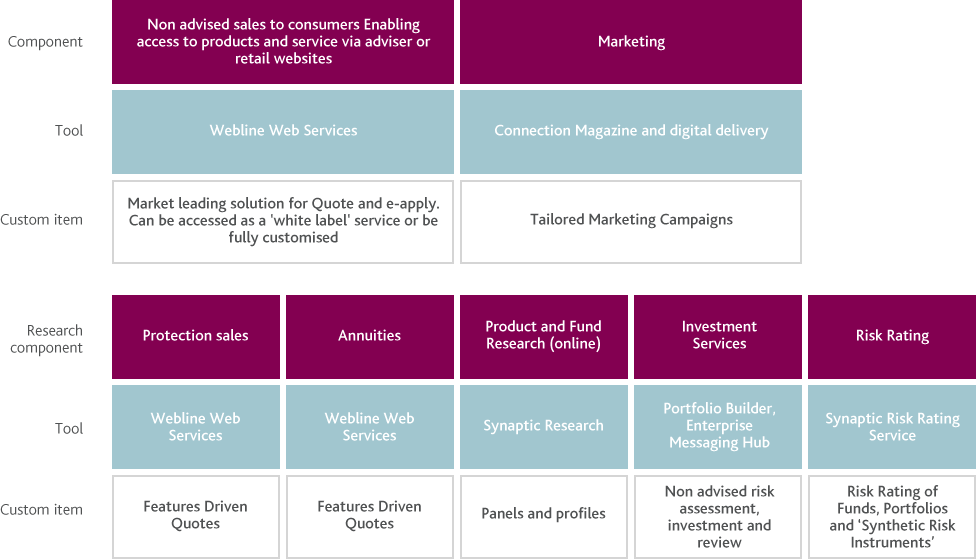 Component
Non advised sales to consumers Enabling
access to products and service via adviser or
retail websites
Marketing
Tool
Webline Web Services
Connection Magazine and digital delivery
Custom item
Market leading solution for Quote and e-apply.
Can be accessed as a 'white label' service or be
fully customised
Tailored Marketing Campaigns
Research
component
Protection sales
Annuities
Product and Fund
Research (online)
Investment
Services
Risk Rating
Tool
Webline Web
Services
Webline Web
Services
Synaptic Research
Portfolio Builder,
Enterprise
Messaging Hub
Synaptic Risk Rating
Service
Custom item
Features Driven
Quotes
Features Driven
Quotes
Panels and profiles
Non advised risk
assessment,
investment and
review
Risk Rating of
Funds, Portfolios
and ‘Synthetic Risk
Instruments’